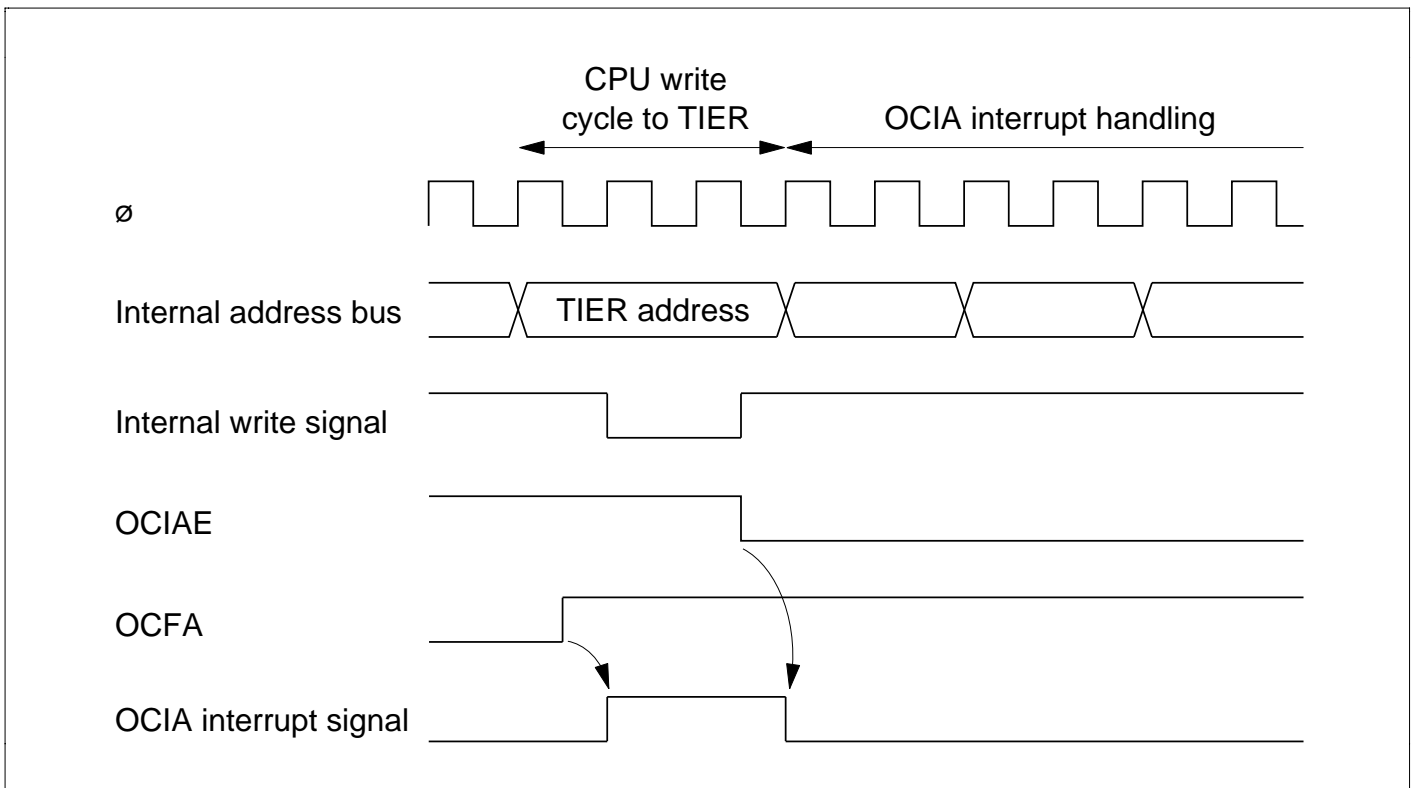 CPU write
cycle to TIER
OCIA interrupt handling
ø
Internal address bus
TIER address
Internal write signal
OCIAE
OCFA
OCIA interrupt signal